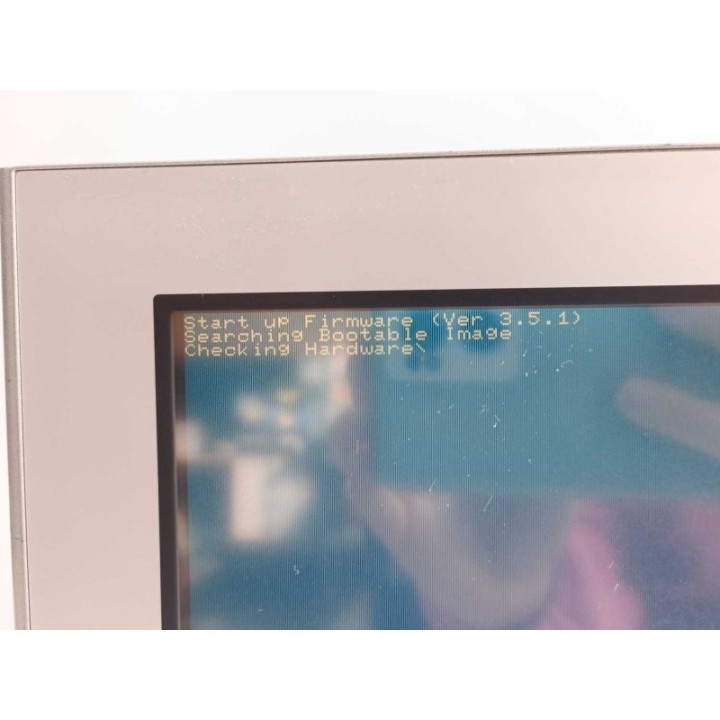 Start up Firmware (Ver 3.5.1)
Searching Bootable Image
Checking Hardware\